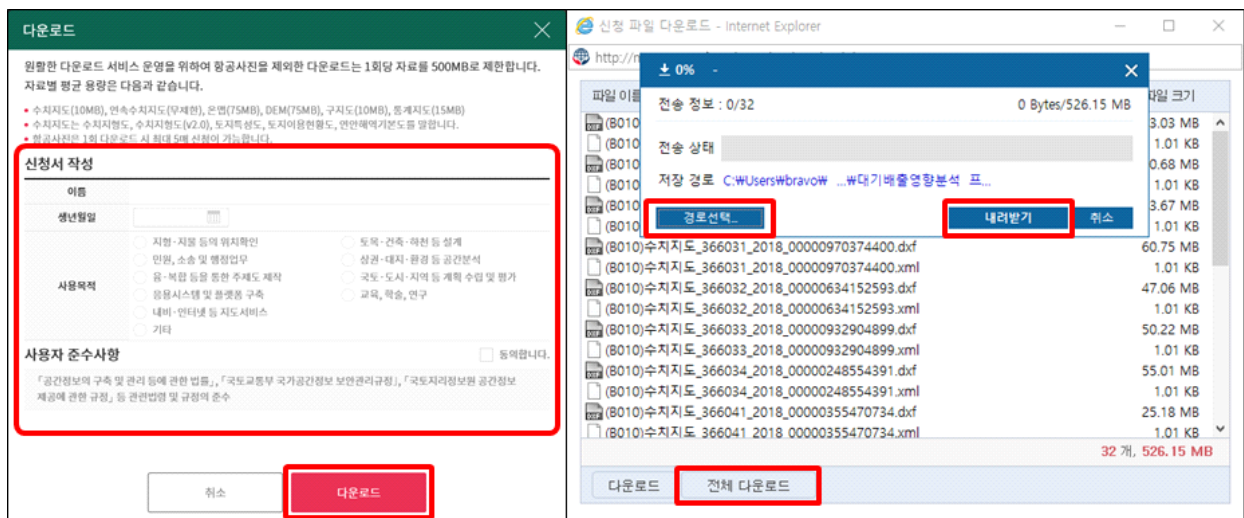 다운로드
원활한 다운로드 서비스 운영을 위하여 항공사진을 제외한 다운로드는 1회당 자료를 500MB로 제한합니다.
자료별 평균 용량은 다음과 같습니다.
• 수치지도(10MB), 연속수치지도(무제한), 온맵(75MB), DEM(75MB), 구지도(10MB), 통계지도(15MB)
• 수치지도는 수치지형도, 수치지형도(v2.0), 토지특성도, 토지이용현황도, 연안해역기본도를 말합니다.
• 항공사진은 1회 다운로드 시 최대 5매 신청이 가능합니다.
신청서 작성
이름
생년월일
사용목적
지형·지물 등의 위치확인
토목·건축·하천 등 설계
민원, 소송 및 행정업무
상권·대지·환경 등 공간분석
융·복합 등을 통한 주제도 제작
국토·도시·지역 등 계획 수립 및 평가
응용시스템 및 플랫폼 구축
교육, 학술, 연구
내비·인터넷 등 지도서비스
기타
사용자 준수사항
동의합니다.
「공간정보의 구축 및 관리 등에 관한 법률」, 「국토교통부 국가공간정보 보안관리규정」, 「국토지리정보원 공간정보
제공에 관한 규정」 등 관련법령 및 규정의 준수
취소
다운로드
신청 파일 다운로드 - Internet Explorer
http://n
파일 이름
파일 크기
0% -
전송 정보 : 0/32
0 Bytes/526.15 MB
전송 상태
저장 경로 C:₩Users₩bravo₩ ...₩대기배출영향분석 프...
경로선택...
내려받기
취소
(B010 3.03 MB
(B010 1.01 KB
(B010 0.68 MB
(B010 1.01 KB
(B010 3.67 MB
(B010 1.01 KB
(B010)수치지도_366031_2018_00000970374400.dxf 60.75 MB
(B010)수치지도_366031_2018_00000970374400.xml 1.01 KB
(B010)수치지도_366032_2018_00000634152593.dxf 47.06 MB
(B010)수치지도_366032_2018_00000634152593.xml 1.01 KB
(B010)수치지도_366033_2018_00000932904899.dxf 50.22 MB
(B010)수치지도_366033_2018_00000932904899.xml 1.01 KB
(B010)수치지도_366034_2018_00000248554391.dxf 55.01 MB
(B010)수치지도_366034_2018_00000248554391.xml 1.01 KB
(B010)수치지도_366041_2018_00000355470734.dxf 25.18 MB
(B010)수치지도_366041_2018_00000355470734.xml 1.01 KB
32 개, 526.15 MB
다운로드
전체 다운로드